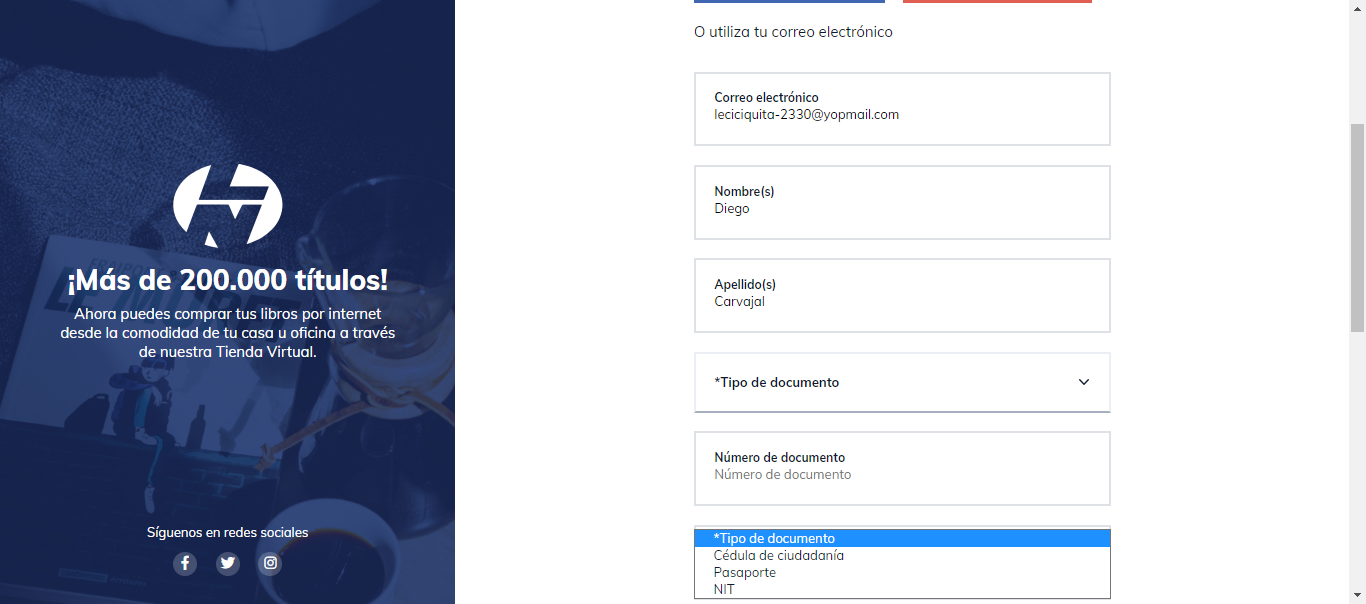 ¡Más de 200.000 títulos!
Ahora puedes comprar tus libros por internet
desde la comodidad de tu casa u oficina a través
de nuestra Tienda Virtual.
Síguenos en redes sociales
O utiliza tu correo electrónico
Correo electrónico
leciciquita-2330@yopmail.com
Nombre(s)
Diego
Apellido(s)
Carvajal
*Tipo de documento
Número de documento
Número de documento
*Tipo de documento
Cédula de ciudadanía
Pasaporte
NIT